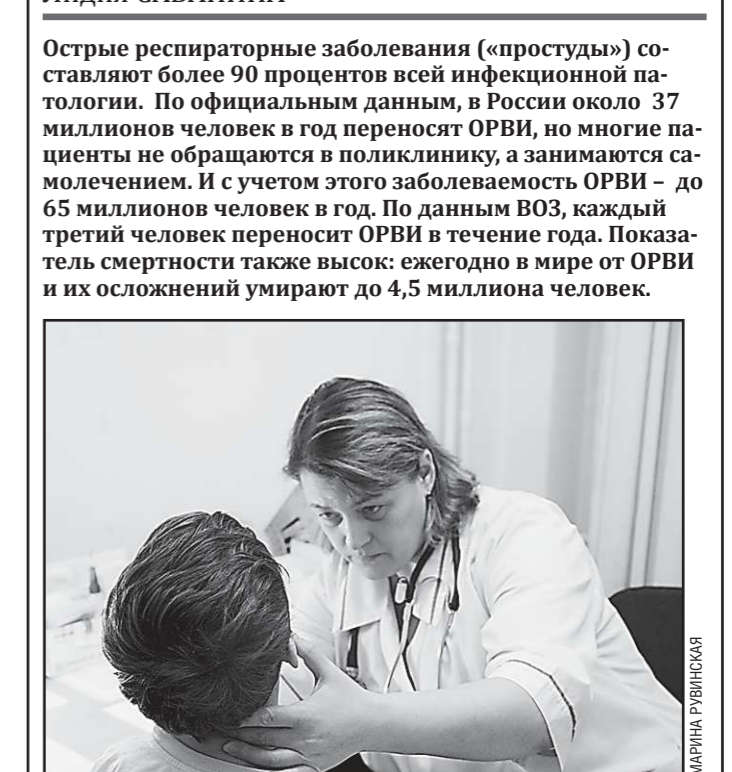 Острые респираторные заболевания («простуды») со-
ставляют более 90 процентов всей инфекционной па-
тологии. По официальным данным, в России около 37
миллионов человек в год переносят ОРВИ, но многие па-
циенты не обращаются в поликлинику, а занимаются са-
молечением. И с учетом этого заболеваемость ОРВИ – до
65 миллионов человек в год. По данным ВОЗ, каждый
третий человек переносит ОРВИ в течение года. Показа-
тель смертности также высок: ежегодно в мире от ОРВИ
и их осложнений умирают до 4,5 миллиона человек.
МАРИНА РУВИНСКАЯ